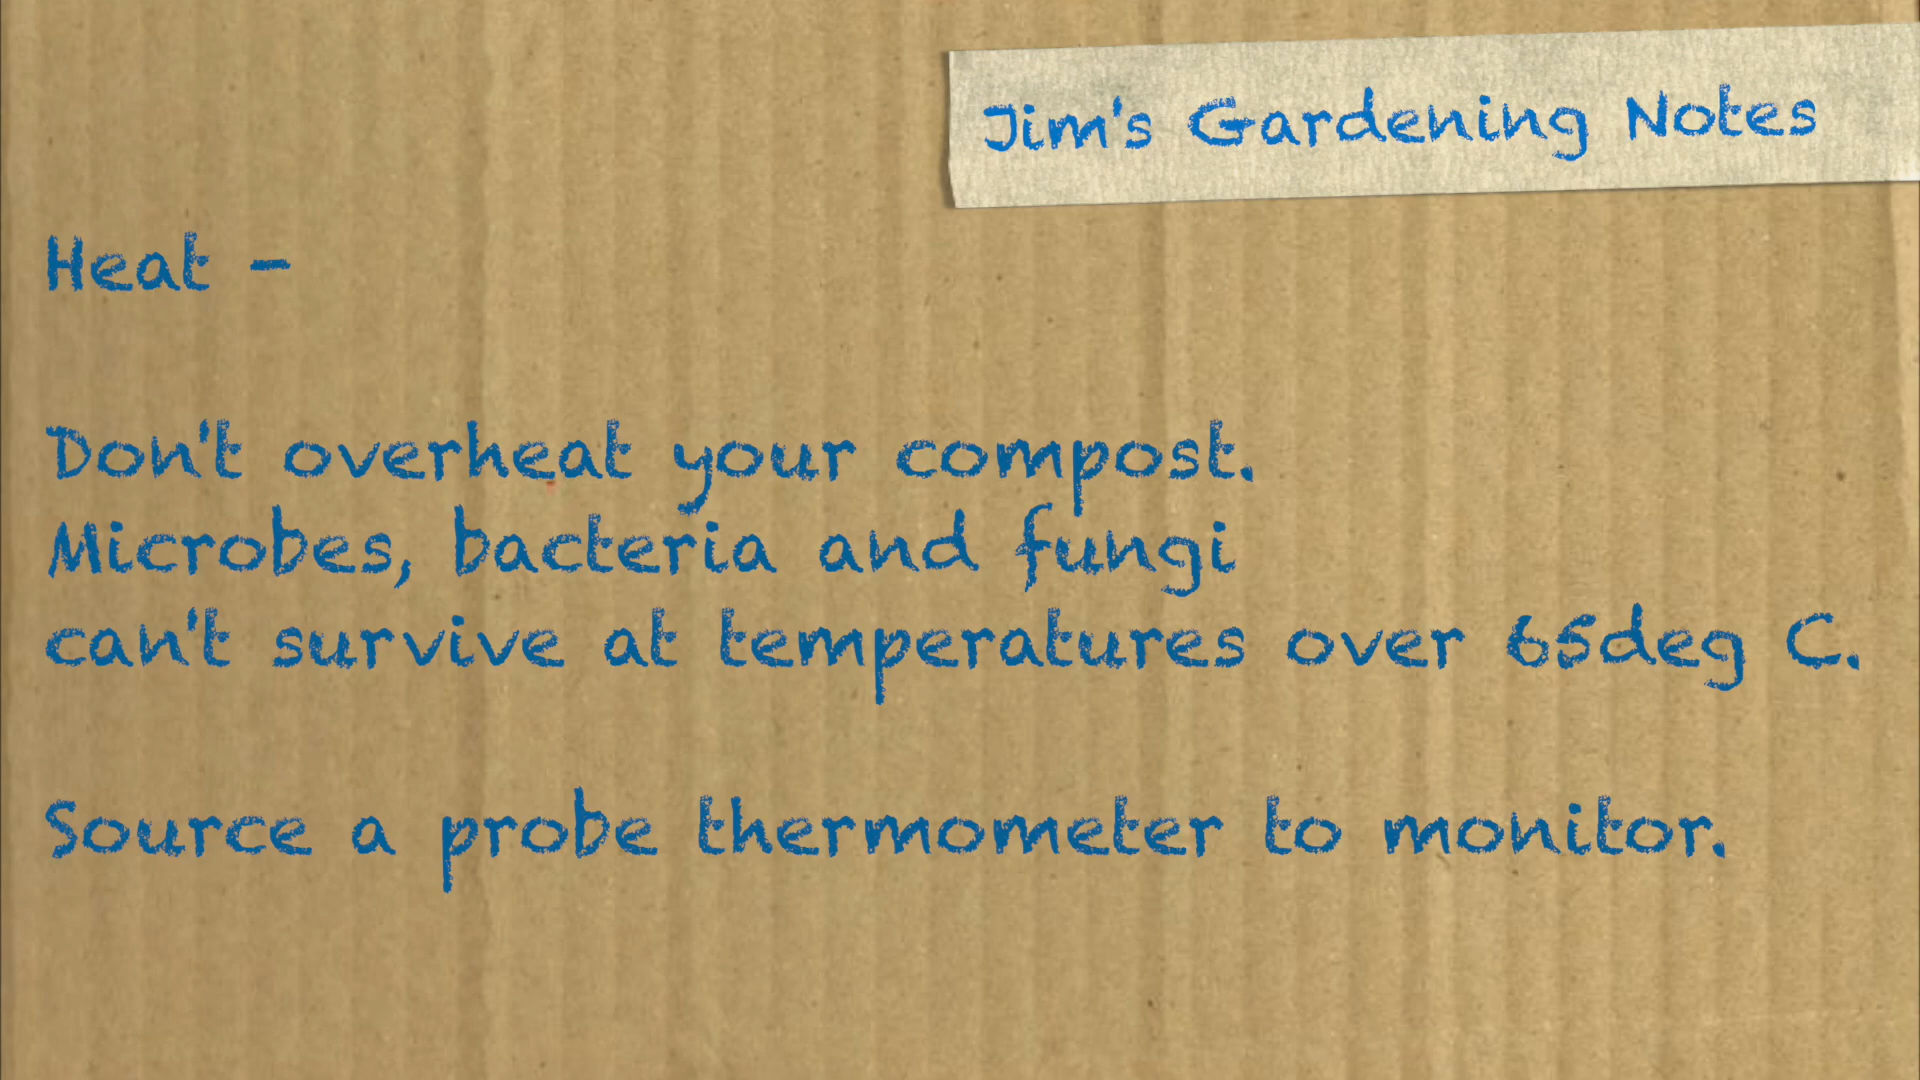 Jim's Gardening Notes
Heat -
Don't overheat your compost.
Microbes, bacteria and fungi
can't survive at temperatures over 65deg C.
Source a probe thermometer to monitor.